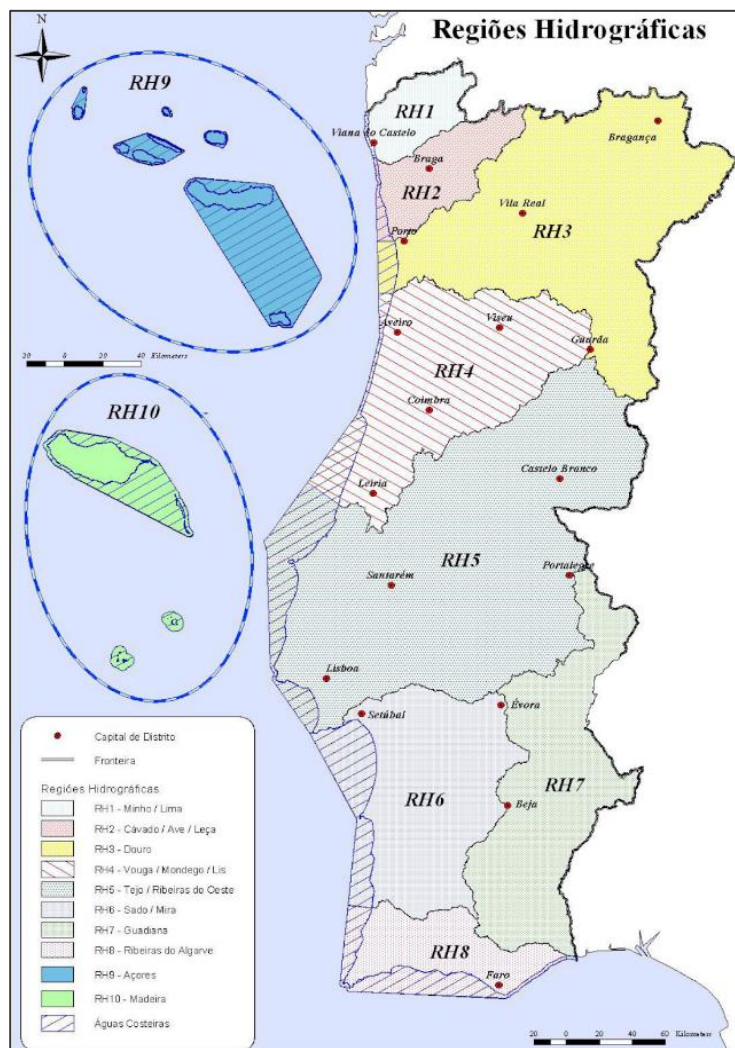 Regiões Hidrográficas
N
RH9
RH1
Viana do Castelo
Bragança
Braga
RH2
Vila Real
Porto
RH3
Aveiro
Viseu
Guarda
20 0 20 40 Kilometers
RH4
RH10
Coimbra
Castelo Branco
Leiria
RH5
Portalegre
Santarém
Lisboa
Setúbal
Évora
RH6
RH7
Beja
RH8
Faro
Capital de Distrito
Fronteira
Regiões Hidrográficas
RH1 - Minho / Lima
RH2 - Cávado / Ave / Leça
RH3 - Douro
RH4 - Vouga / Mondego / Lis
RH5 - Tejo / Ribeiras do Oeste
RH6 - Sado / Mira
RH7 - Guadiana
RH8 - Ribeiras do Algarve
RH9 - Açores
RH10 - Madeira
Águas Costeiras
20 0 20 40 60 Kilometers